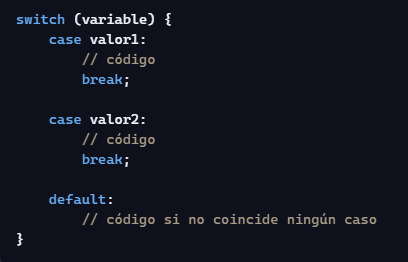 switch (variable) {
    case valor1:
        // código
        break;

    case valor2:
        // código
        break;

    default:
        // código si no coincide ningún caso
}